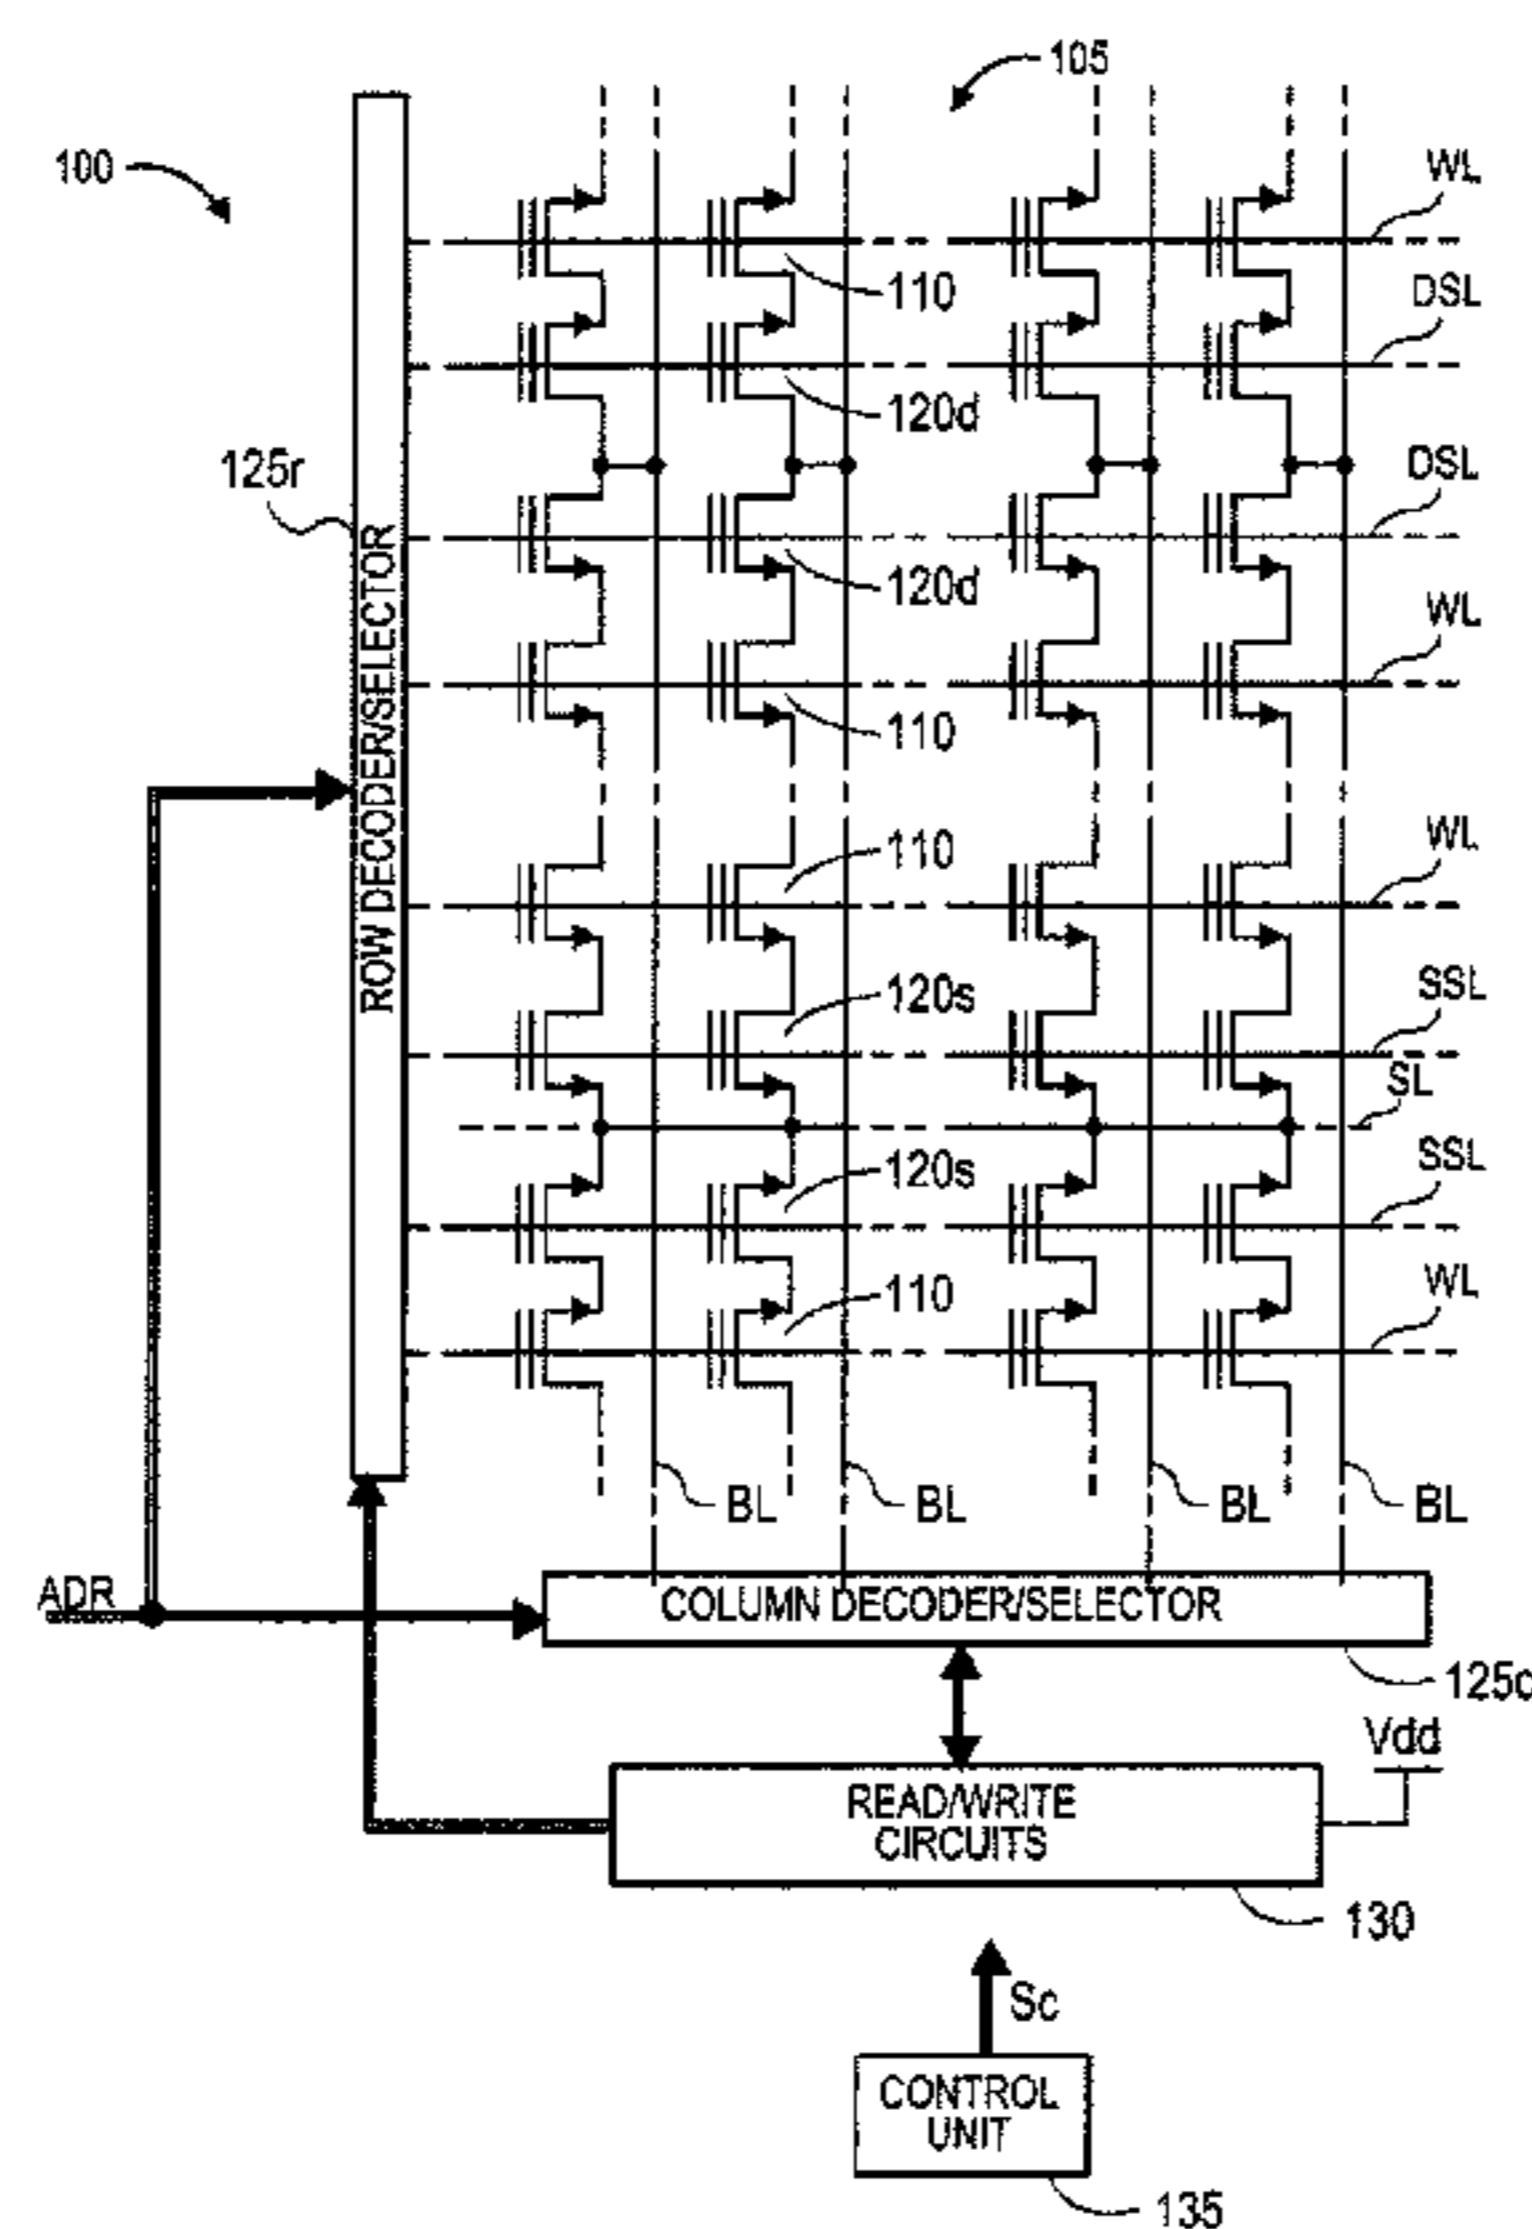 105
100
WL
110
DSL
120d
125r
DSL
120d
WL
110
ROW DECODER/SELECTOR
110
WL
120s
SSL
SL
120s
SSL
110
WL
BL
BL
BL
BL
ADR
COLUMN DECODER/SELECTOR
125c
Vdd
READ/WRITE
CIRCUITS
130
Sc
CONTROL
UNIT
135